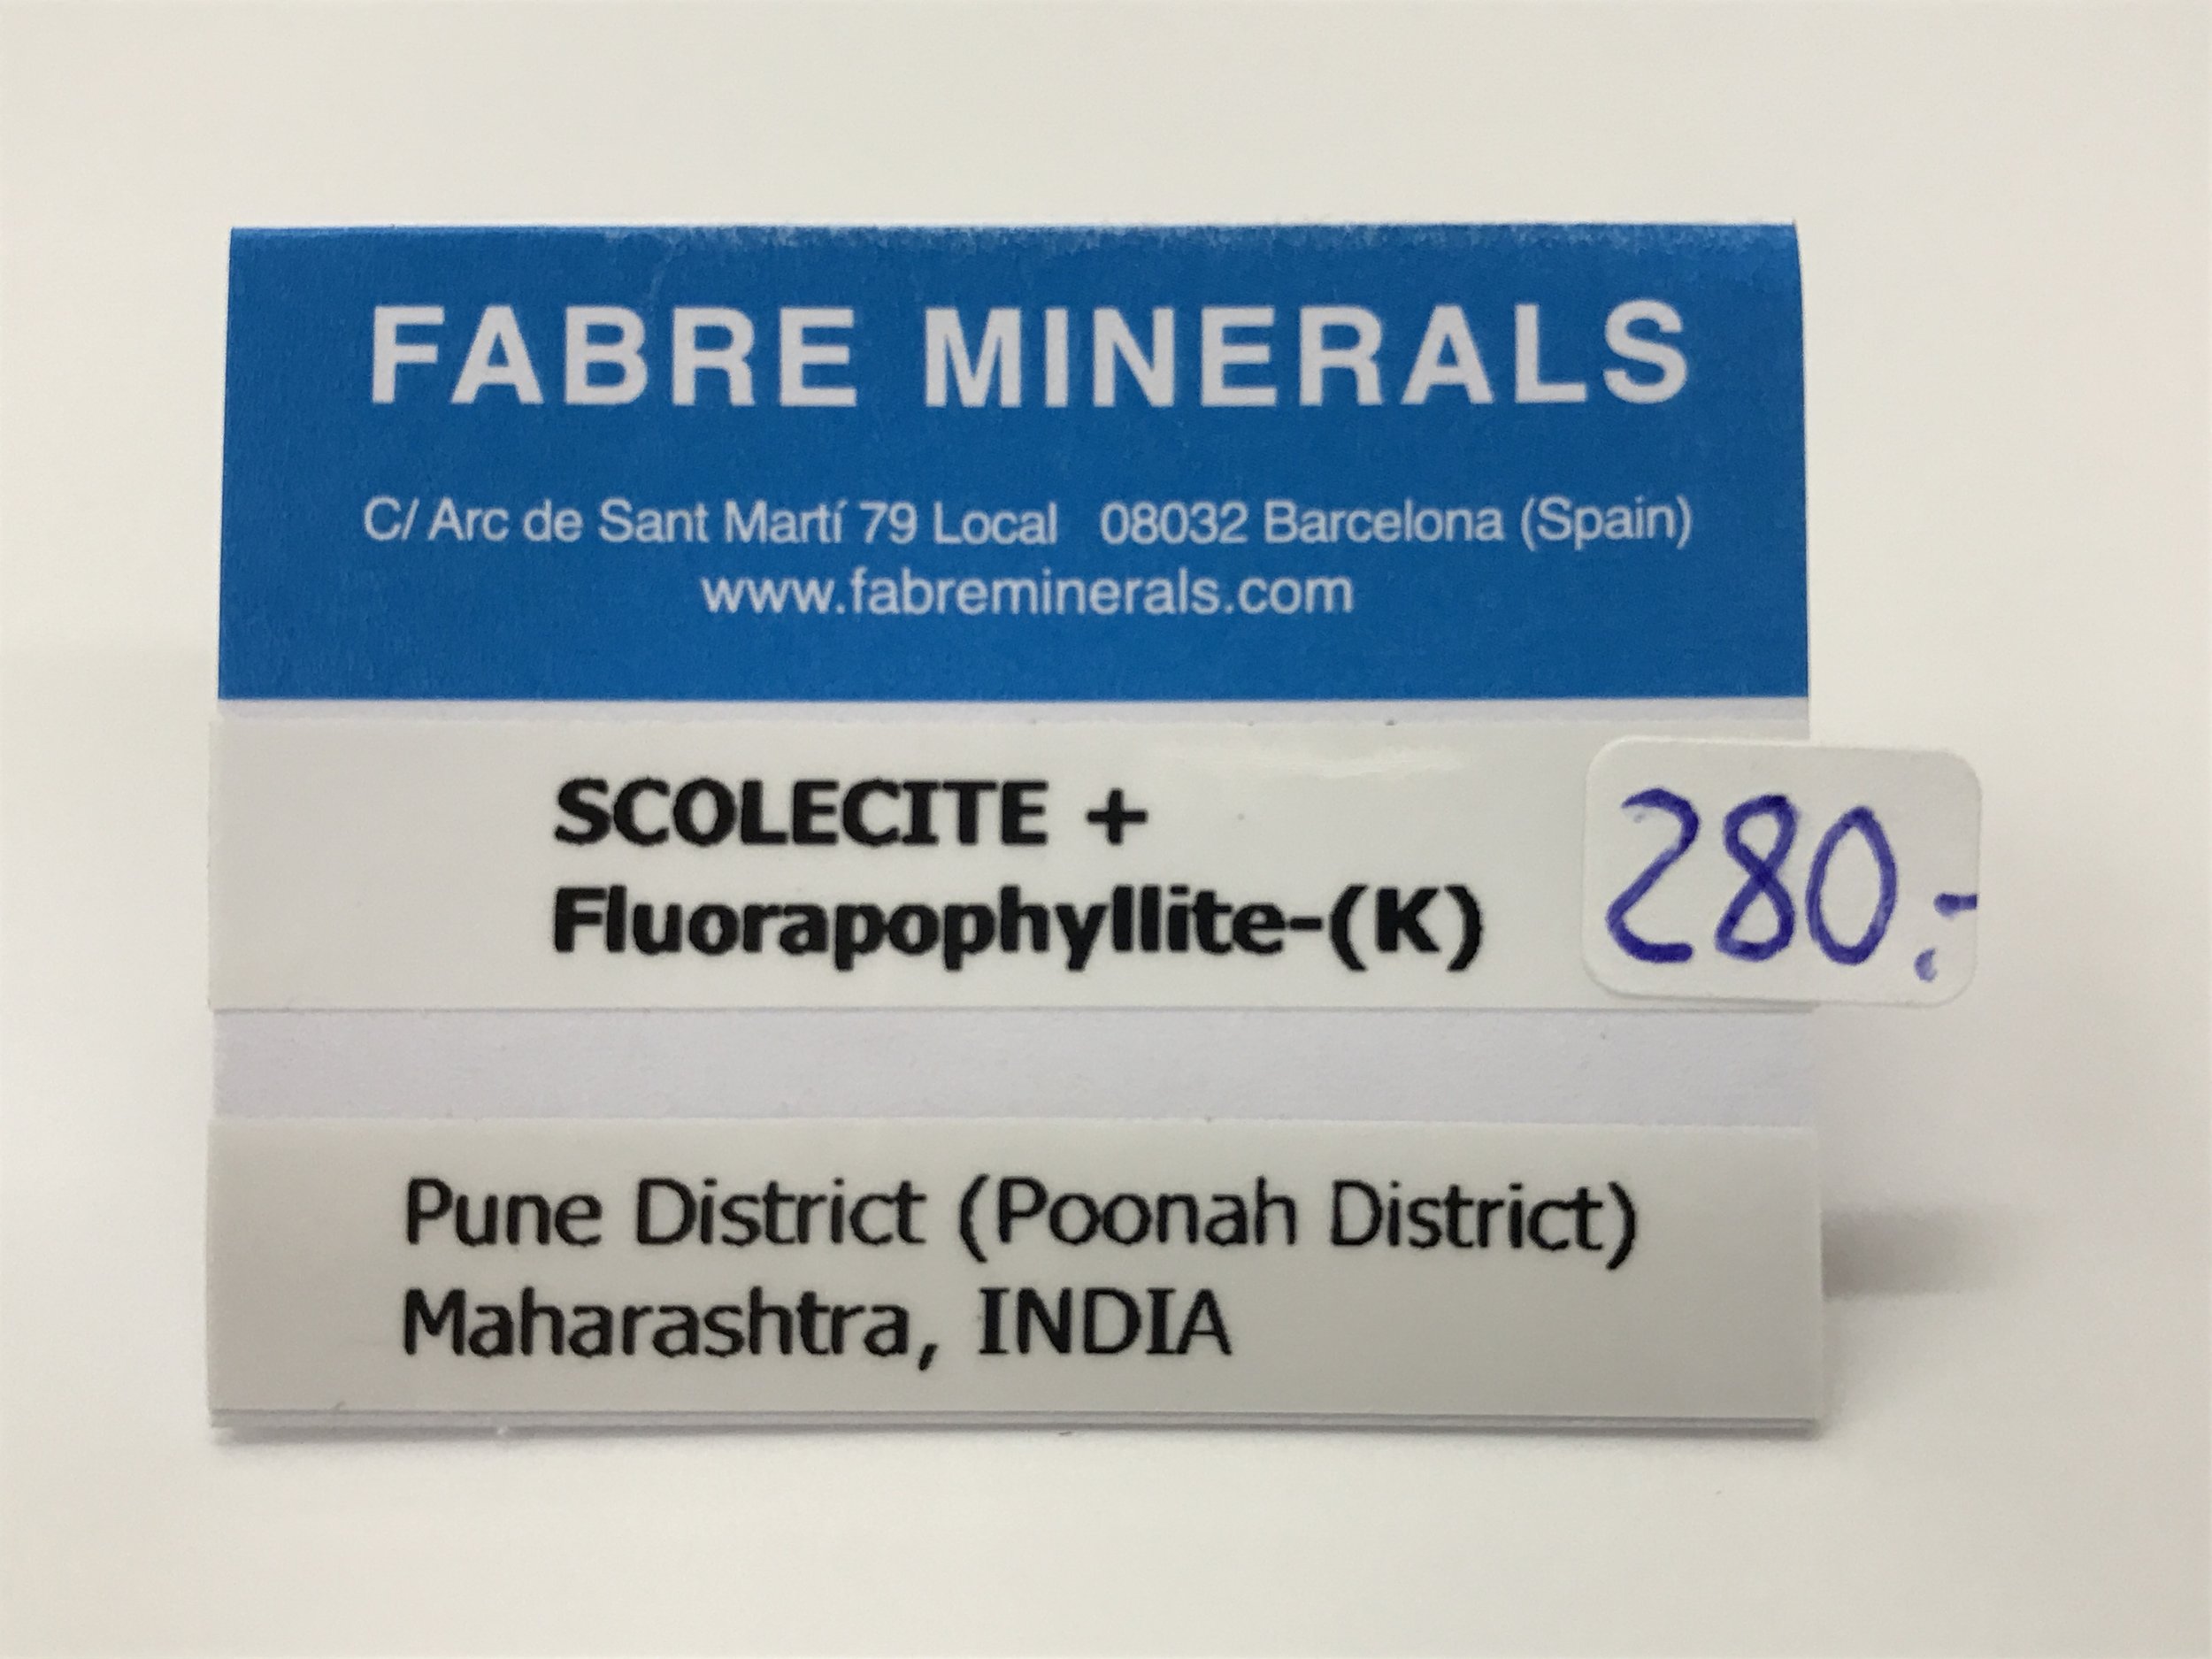 FABRE MINERALS
C/ Arc de Sant Martí 79 Local 08032 Barcelona (Spain)
www.fabreminerals.com
SCOLECITE +
Fluorapophyllite-(K)
280.-
Pune District (Poonah District)
Maharashtra, INDIA